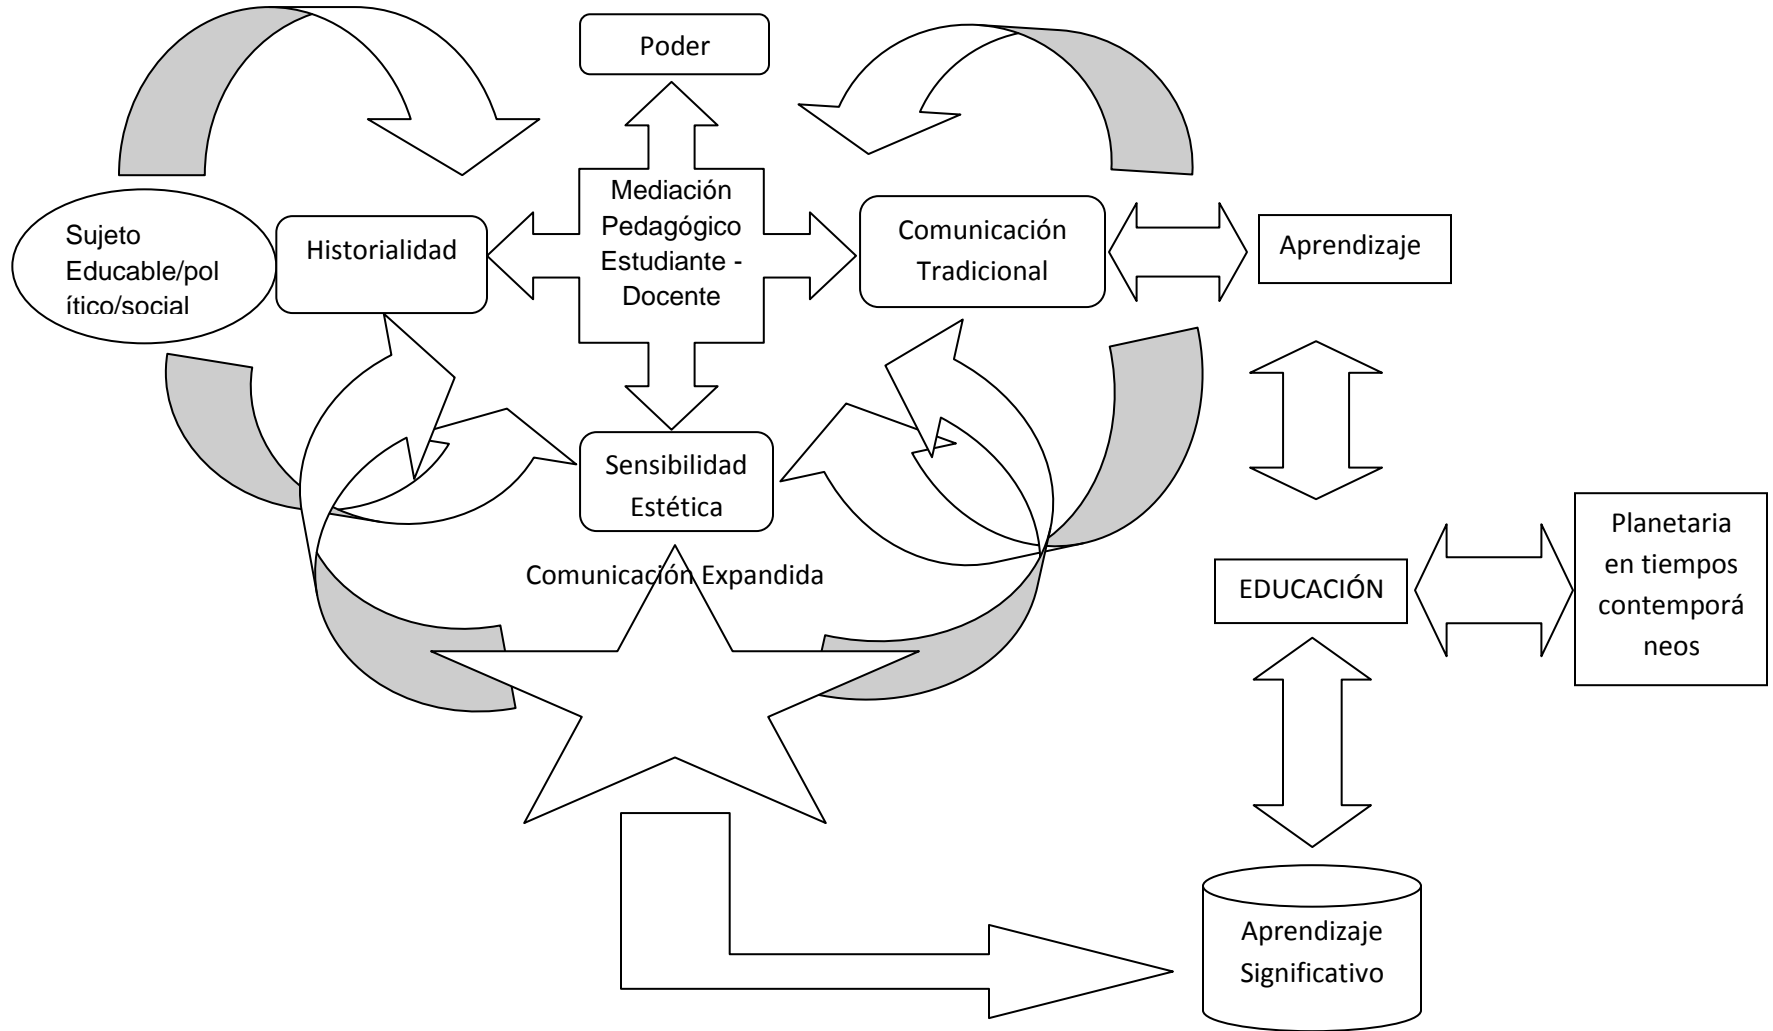 Poder
Mediación
Pedagógico
Estudiante -
Docente
Sujeto
Educable/pol
ítico/social
Historialidad
Comunicación
Tradicional
Aprendizaje
Sensibilidad
Estética
Comunicación Expandida
EDUCACIÓN
Planetaria
en tiempos
contemporá
neos
Aprendizaje
Significativo